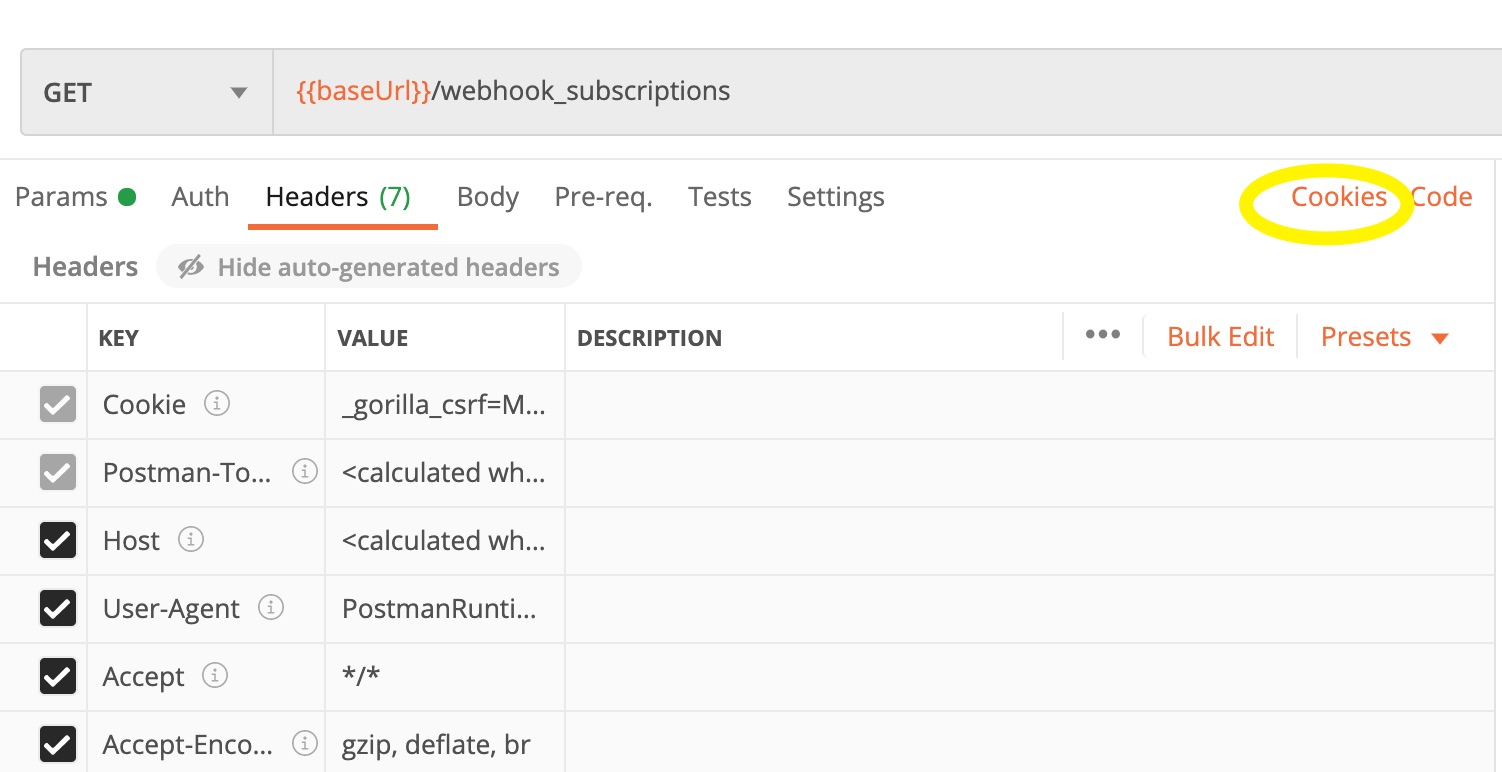 GET {{baseUrl}}/webhook_subscriptions
Params Auth Headers (7) Body Pre-req. Tests Settings Cookies Code
Headers Hide auto-generated headers
KEY VALUE DESCRIPTION ••• Bulk Edit Presets
Cookie _gorilla_csrf=M...
Postman-To... <calculated wh...
Host <calculated wh...
User-Agent PostmanRunti...
Accept */*
Accept-Enco... gzip, deflate, br